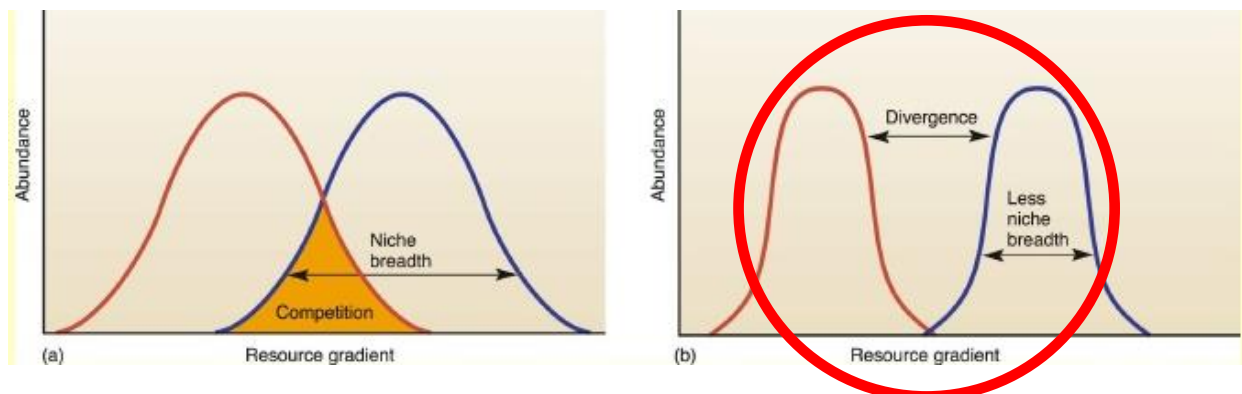 Abundance
Niche
breadth
Competition
(a)
Resource gradient
Abundance
Divergence
Less
niche
breadth
(b)
Resource gradient